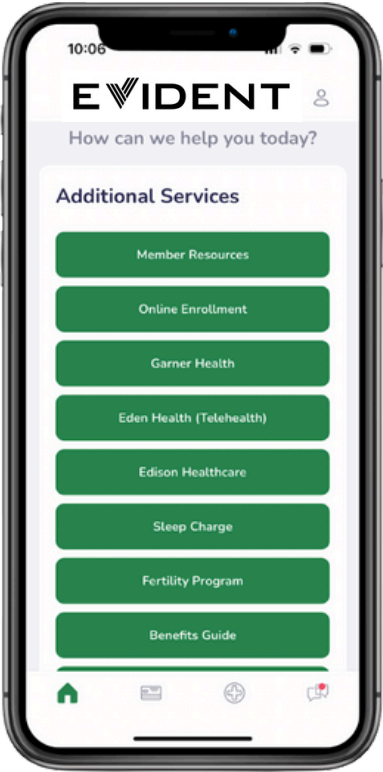 10:06
EVIDENT
How can we help you today?
Additional Services
Member Resources
Online Enrollment
Garner Health
Eden Health (Telehealth)
Edison Healthcare
Sleep Charge
Fertility Program
Benefits Guide